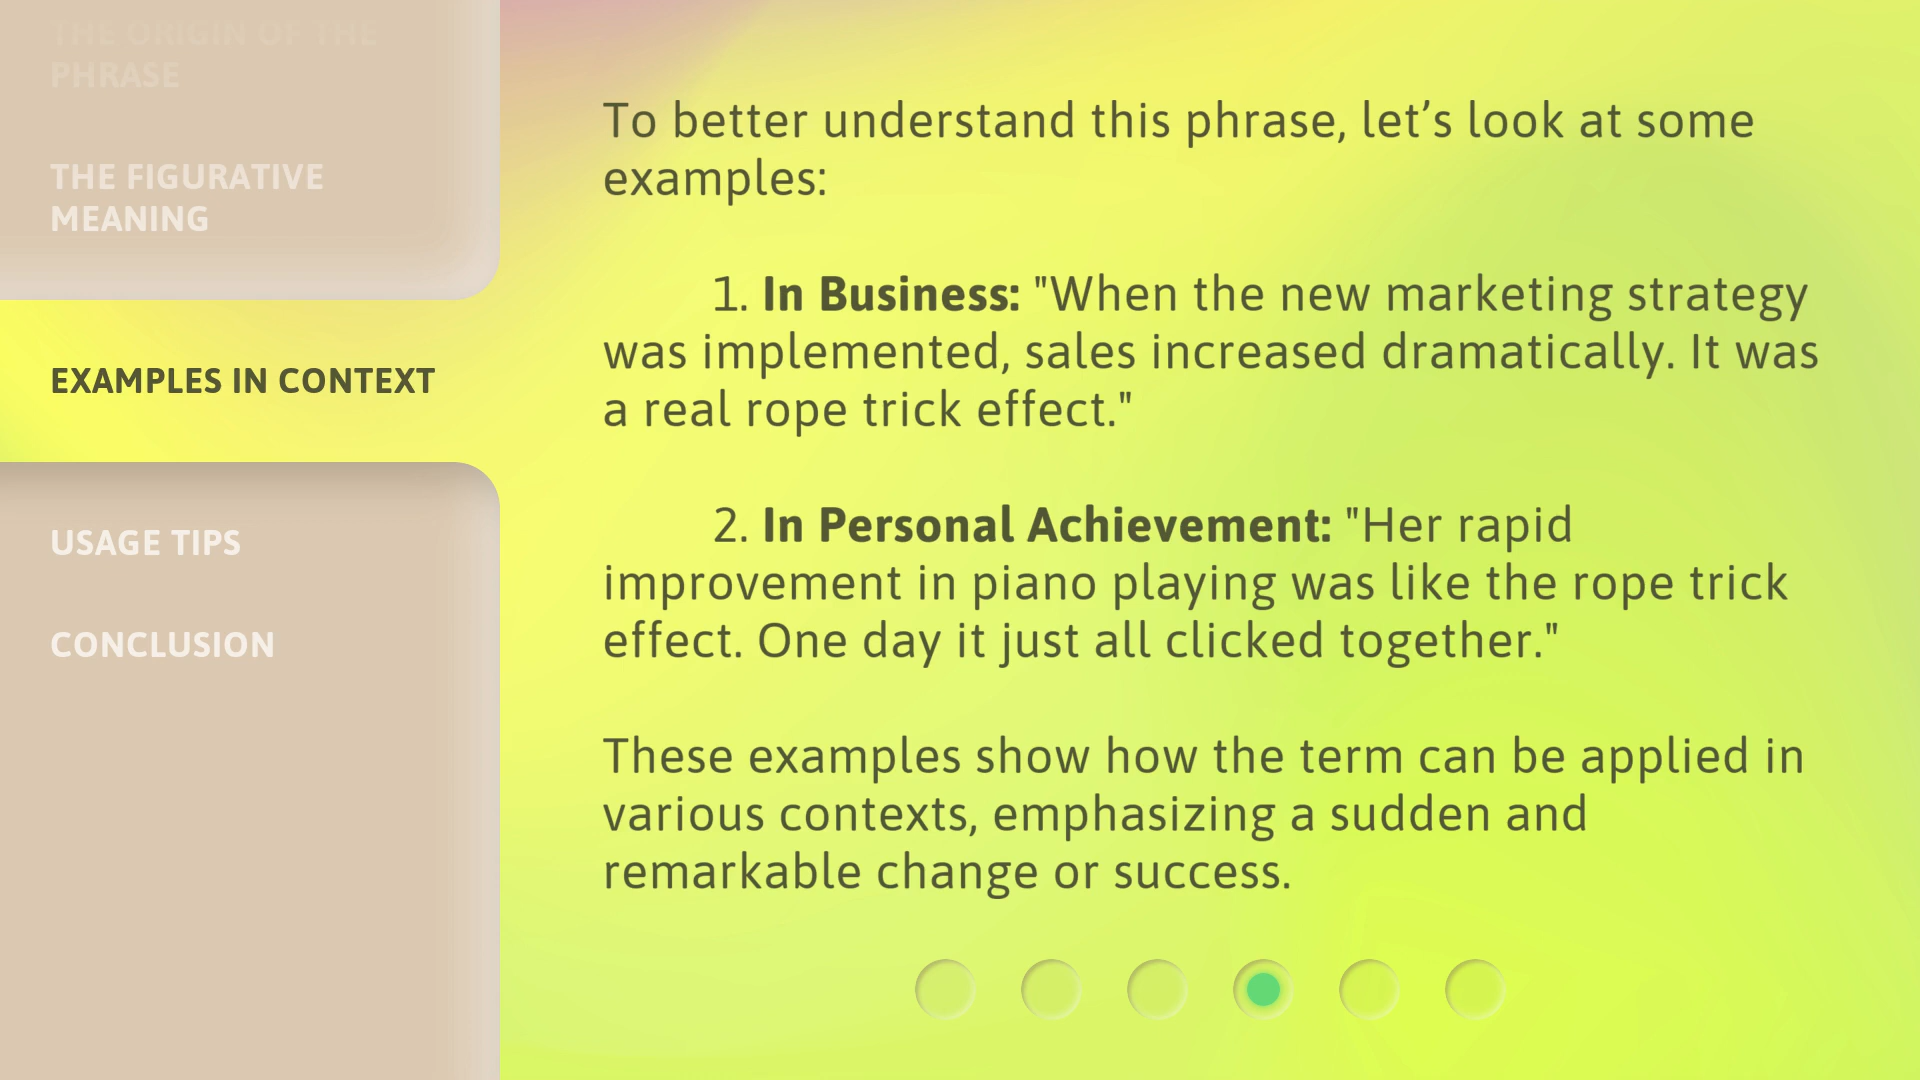 THE ORIGIN OF THE
PHRASE
THE FIGURATIVE
MEANING
EXAMPLES IN CONTEXT
USAGE TIPS
CONCLUSION
To better understand this phrase, let’s look at some
examples:
1. In Business: "When the new marketing strategy
was implemented, sales increased dramatically. It was
a real rope trick effect."
2. In Personal Achievement: "Her rapid
improvement in piano playing was like the rope trick
effect. One day it just all clicked together."
These examples show how the term can be applied in
various contexts, emphasizing a sudden and
remarkable change or success.